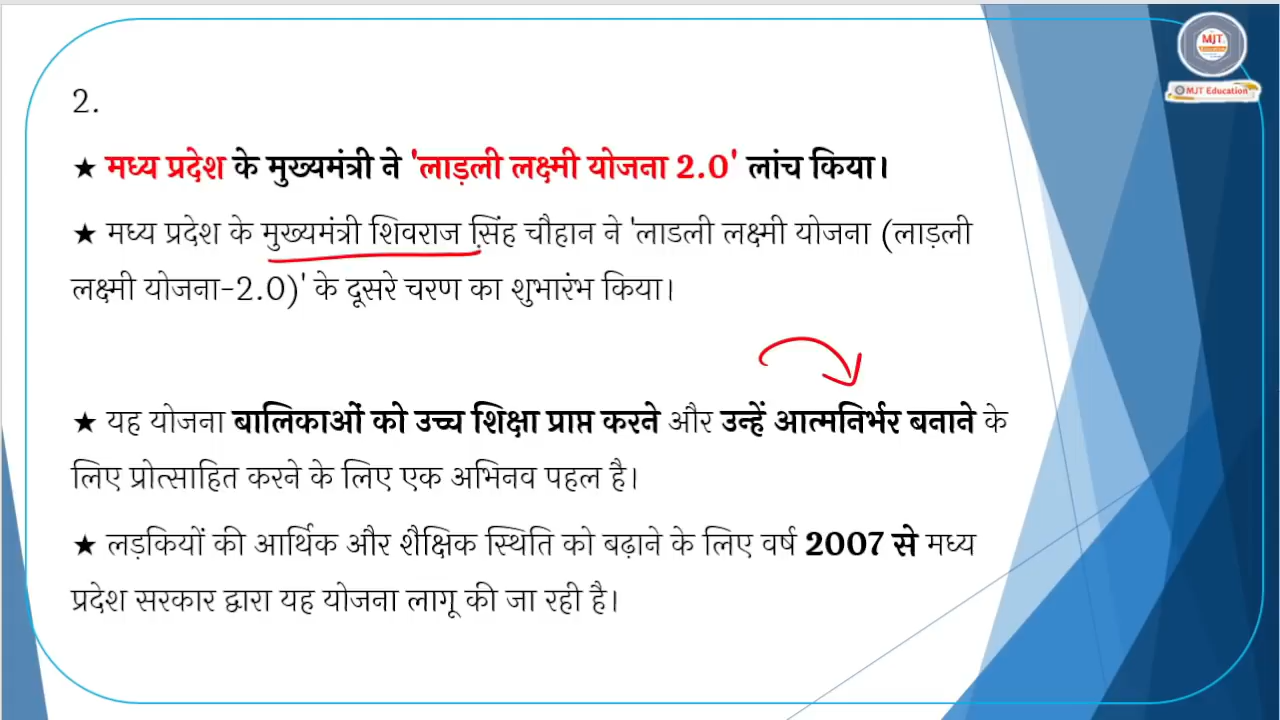 MJT
MJT Education
2.
★ मध्य प्रदेश के मुख्यमंत्री ने 'लाड़ली लक्ष्मी योजना 2.0' लांच किया।
★ मध्य प्रदेश के मुख्यमंत्री शिवराज सिंह चौहान ने 'लाडली लक्ष्मी योजना (लाड़ली
लक्ष्मी योजना-2.0)' के दूसरे चरण का शुभारंभ किया।
★ यह योजना बालिकाओं को उच्च शिक्षा प्राप्त करने और उन्हें आत्मनिर्भर बनाने के
लिए प्रोत्साहित करने के लिए एक अभिनव पहल है।
★ लड़कियों की आर्थिक और शैक्षिक स्थिति को बढ़ाने के लिए वर्ष 2007 से मध्य
प्रदेश सरकार द्वारा यह योजना लागू की जा रही है।